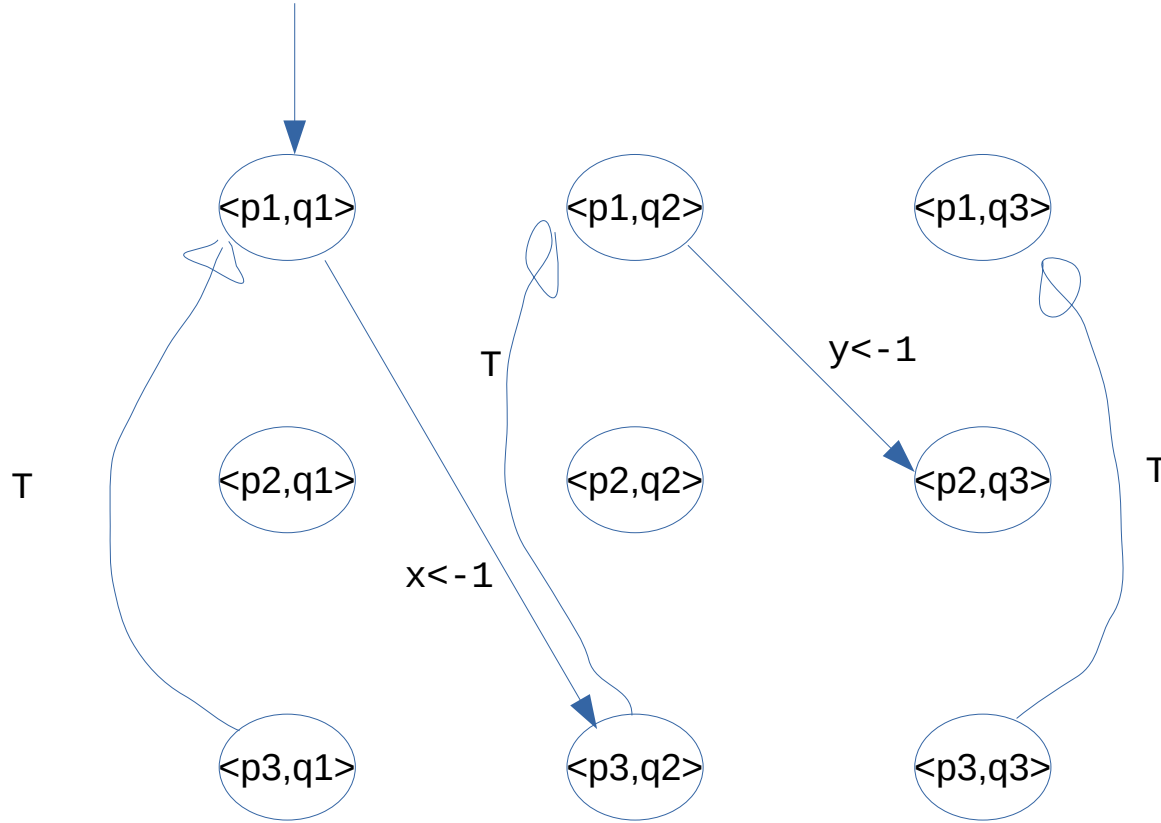 <p1,q1> <p1,q2> <p1,q3>
y<-1
T
T
<p2,q1> <p2,q2> <p2,q3>
T
x<-1
<p3,q1> <p3,q2> <p3,q3>